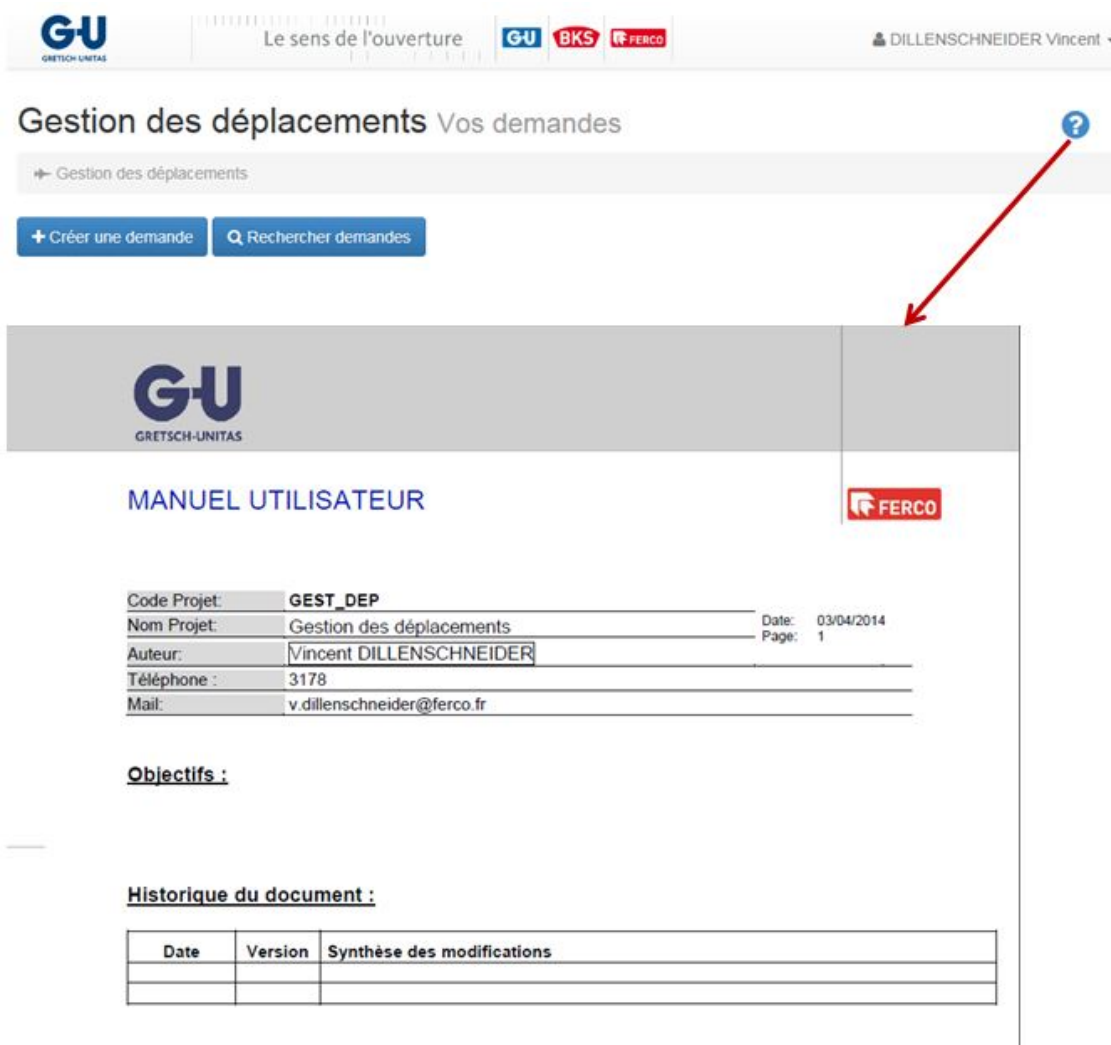 G-U
GRETSCH-UNITAS
Le sens de l'ouverture
G-U BKS FERCO
DILLENSCHNEIDER Vincent
Gestion des déplacements Vos demandes
?
Gestion des déplacements
+ Créer une demande
Rechercher demandes
G-U
GRETSCH-UNITAS
MANUEL UTILISATEUR
FERCO
Code Projet: GEST_DEP
Nom Projet: Gestion des déplacements
Date: 03/04/2014
Page: 1
Auteur: Vincent DILLENSCHNEIDER
Téléphone : 3178
Mail: v.dillenschneider@ferco.fr
Objectifs :
Historique du document :
Date Version Synthèse des modifications